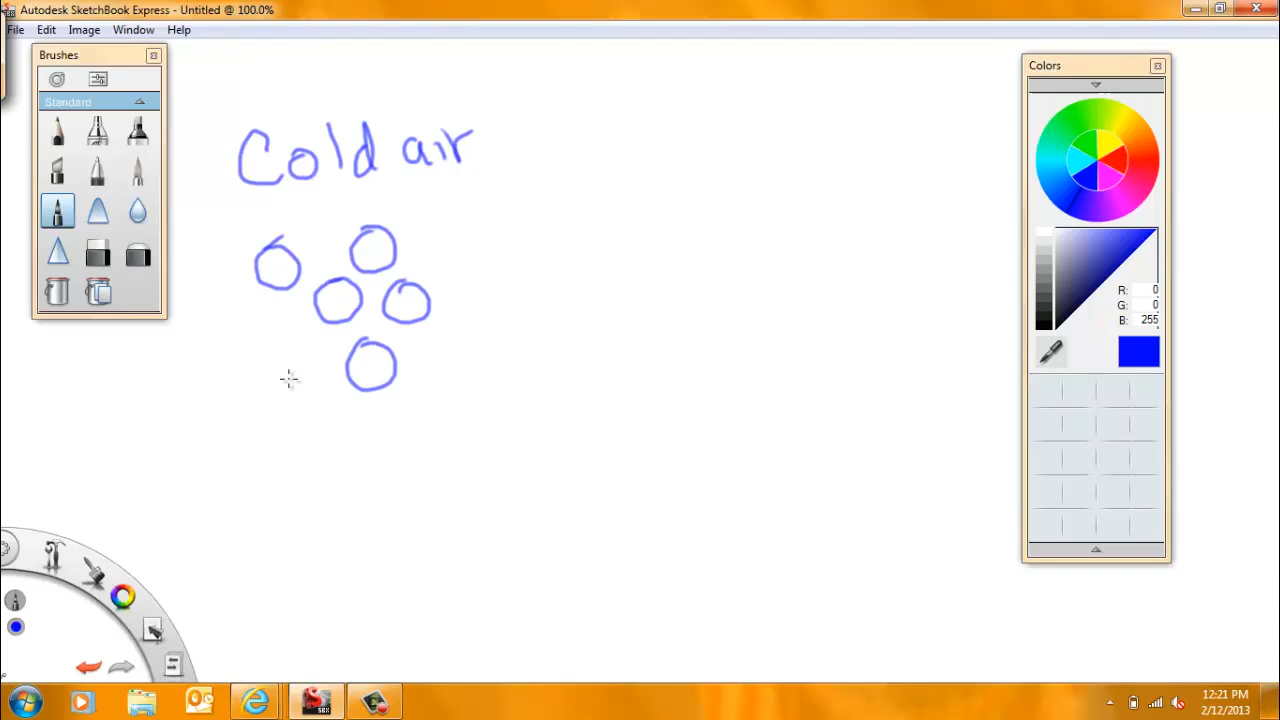 Autodesk SketchBook Express - Untitled @ 100.0%
File Edit Image Window Help
Brushes
Standard
Cold air
Colors
R: 0
G: 0
B: 255
SBX
12:21 PM
2/12/2013